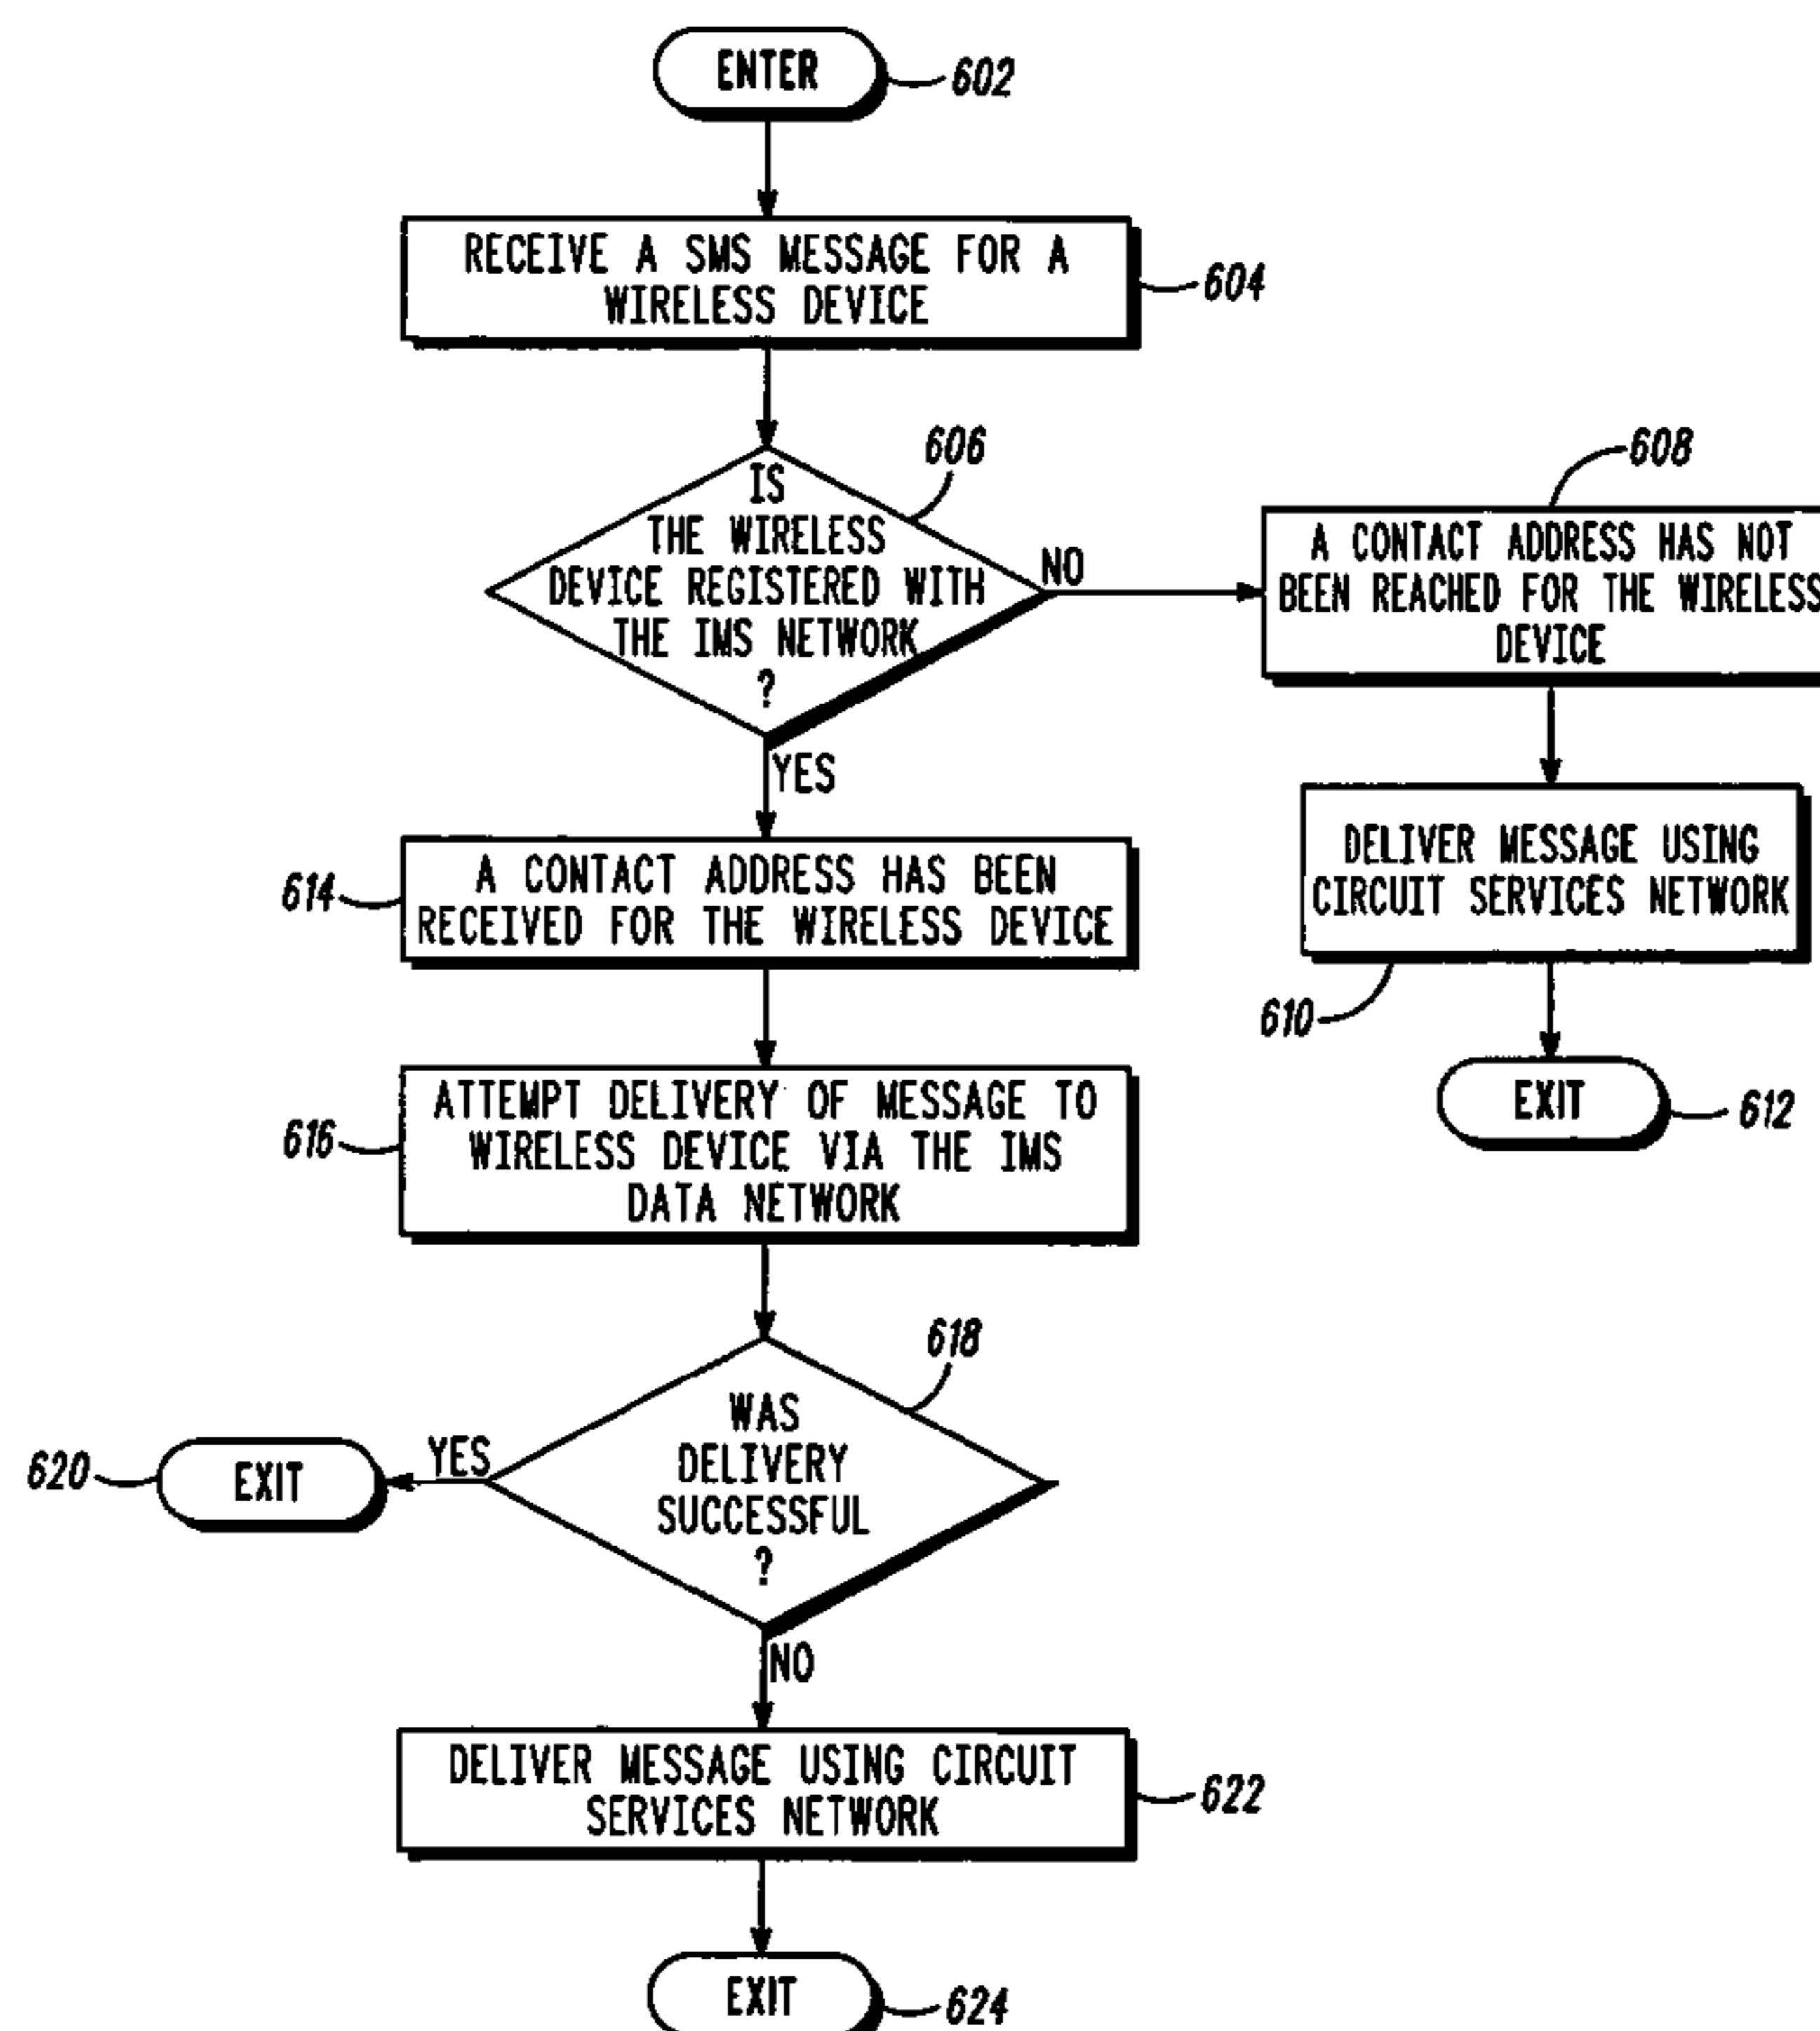 ENTER
602
RECEIVE A SMS MESSAGE FOR A
WIRELESS DEVICE
604
606
IS
THE WIRELESS
DEVICE REGISTERED WITH
THE IMS NETWORK
?
NO
YES
608
A CONTACT ADDRESS HAS NOT
BEEN REACHED FOR THE WIRELESS
DEVICE
DELIVER MESSAGE USING
CIRCUIT SERVICES NETWORK
610
EXIT
612
614
A CONTACT ADDRESS HAS BEEN
RECEIVED FOR THE WIRELESS DEVICE
616
ATTEMPT DELIVERY OF MESSAGE TO
WIRELESS DEVICE VIA THE IMS
DATA NETWORK
618
WAS
DELIVERY
SUCCESSFUL
?
YES
620
EXIT
NO
DELIVER MESSAGE USING CIRCUIT
SERVICES NETWORK
622
EXIT
624